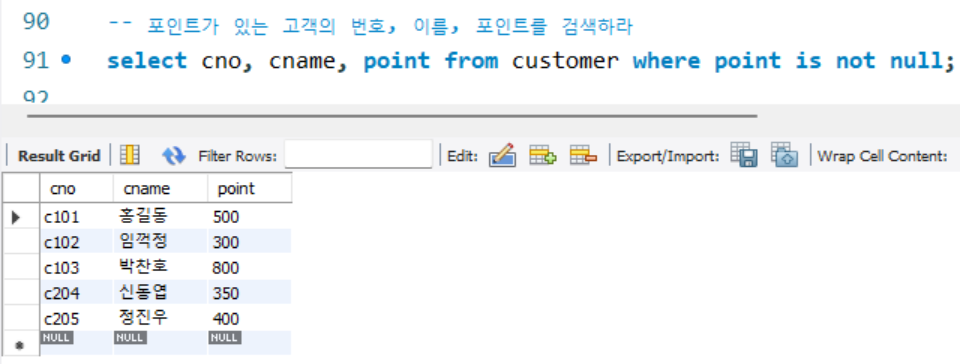 90 -- 포인트가 있는 고객의 번호, 이름, 포인트를 검색하라
91 select cno, cname, point from customer where point is not null;
92
Result Grid Filter Rows: Edit: Export/Import: Wrap Cell Content:
cno cname point
c101 홍길동 500
c102 임꺽정 300
c103 박찬호 800
c204 신동엽 350
c205 정진우 400
NULL NULL NULL